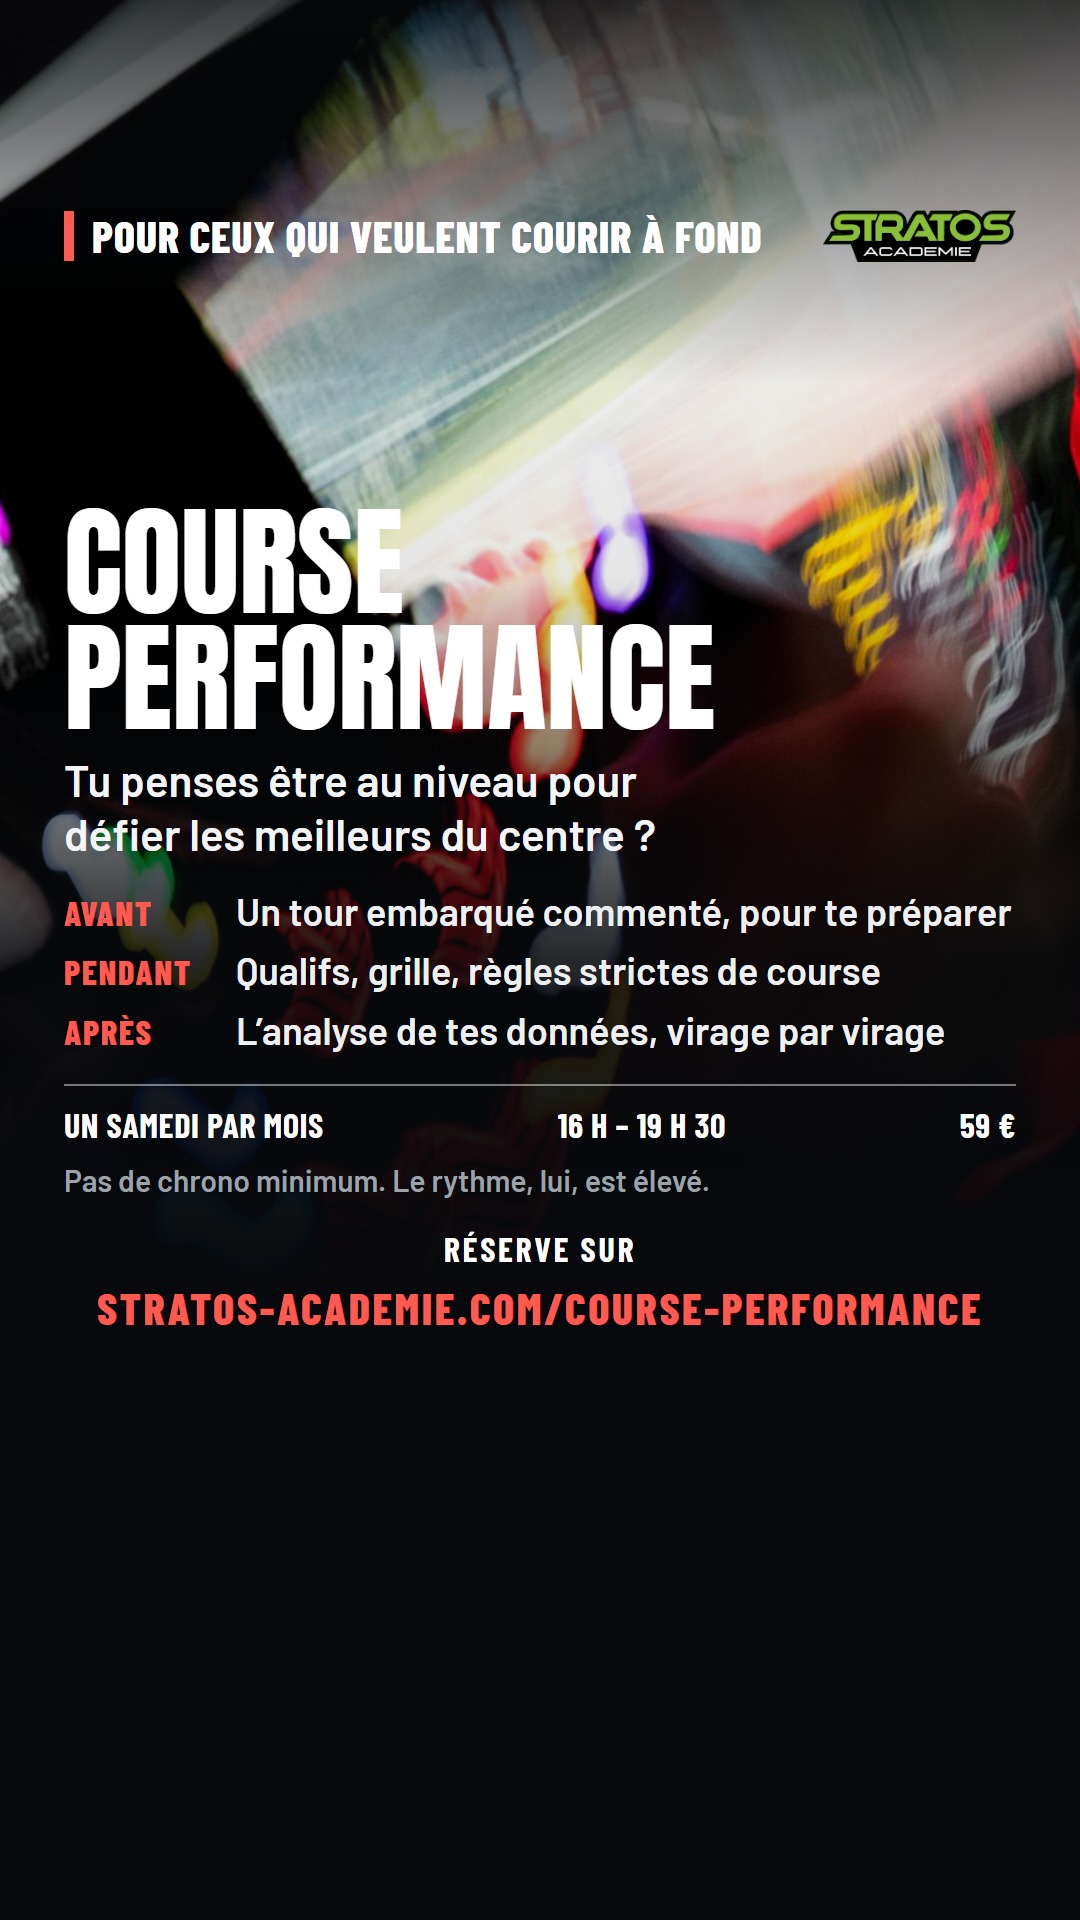 POUR CEUX QUI VEULENT COURIR À FOND
STRATOS
ACADEMIE
COURSE
PERFORMANCE
Tu penses être au niveau pour
défier les meilleurs du centre ?
AVANT Un tour embarqué commenté, pour te préparer
PENDANT Qualifs, grille, règles strictes de course
APRÈS L’analyse de tes données, virage par virage
UN SAMEDI PAR MOIS 16 H – 19 H 30 59 €
Pas de chrono minimum. Le rythme, lui, est élevé.
RÉSERVE SUR
STRATOS-ACADEMIE.COM/COURSE-PERFORMANCE